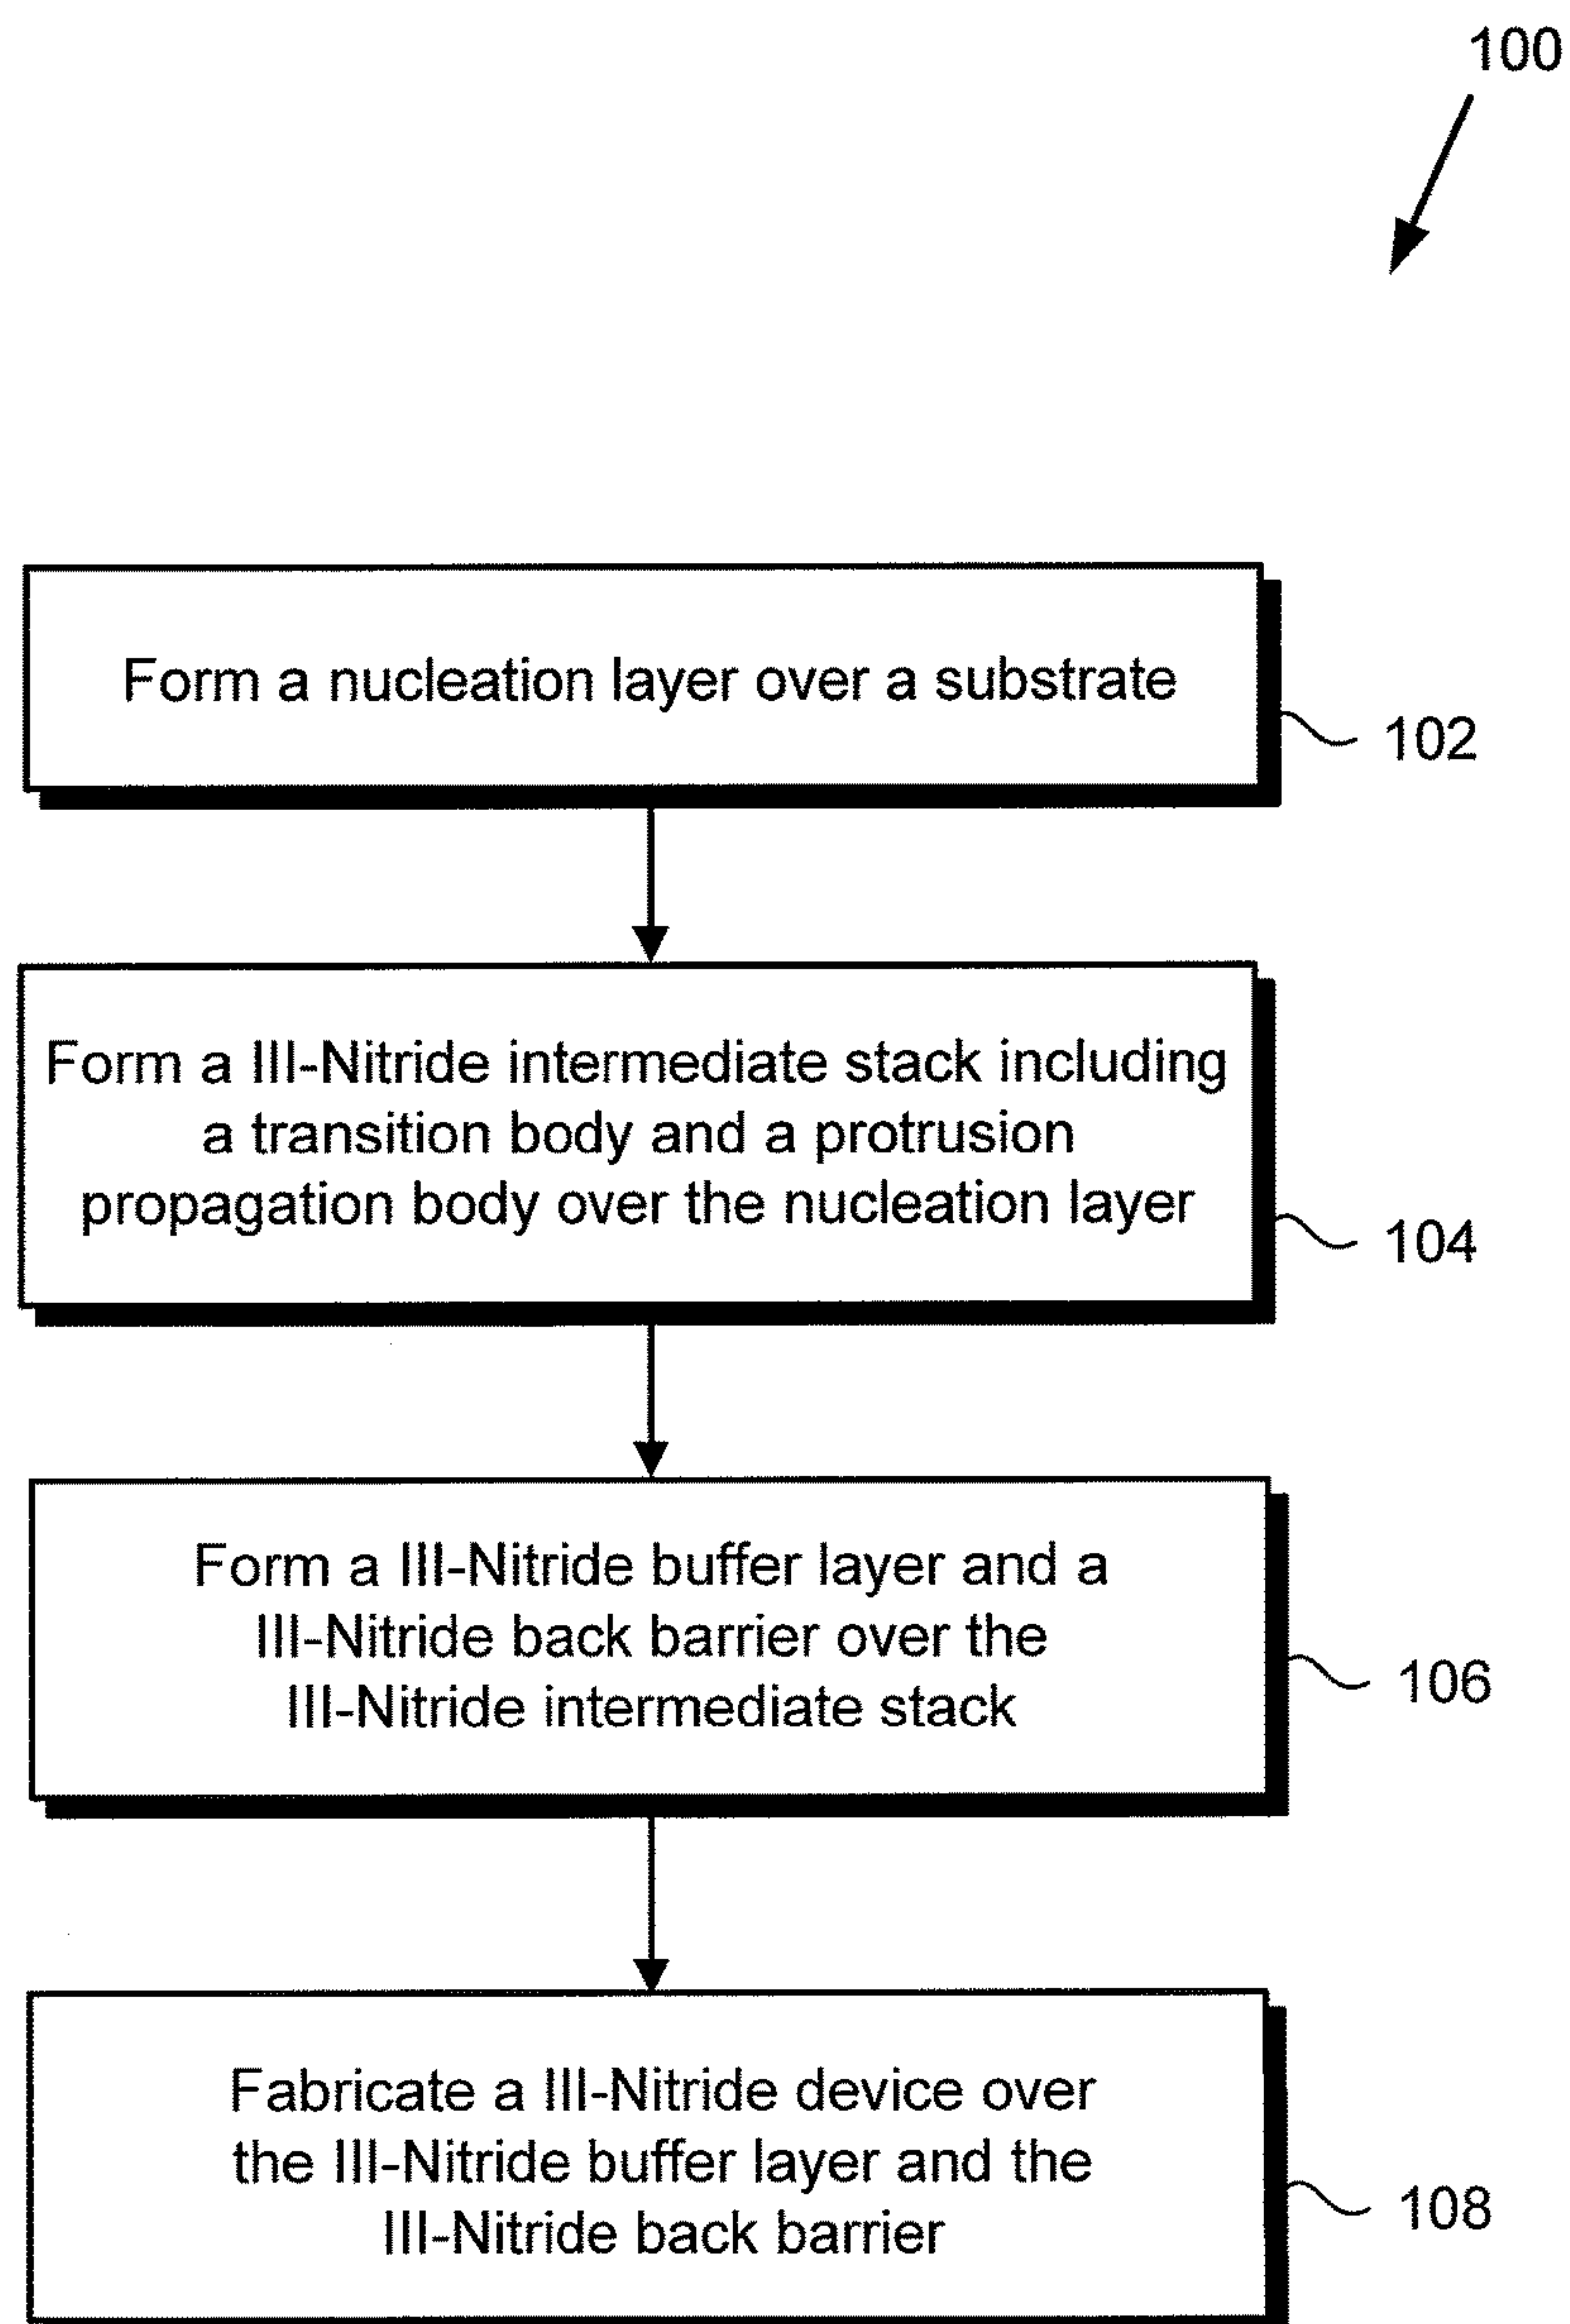 100
Form a nucleation layer over a substrate
102
Form a III-Nitride intermediate stack including
a transition body and a protrusion
propagation body over the nucleation layer
104
Form a III-Nitride buffer layer and a
III-Nitride back barrier over the
III-Nitride intermediate stack
106
Fabricate a III-Nitride device over
the III-Nitride buffer layer and the
III-Nitride back barrier
108